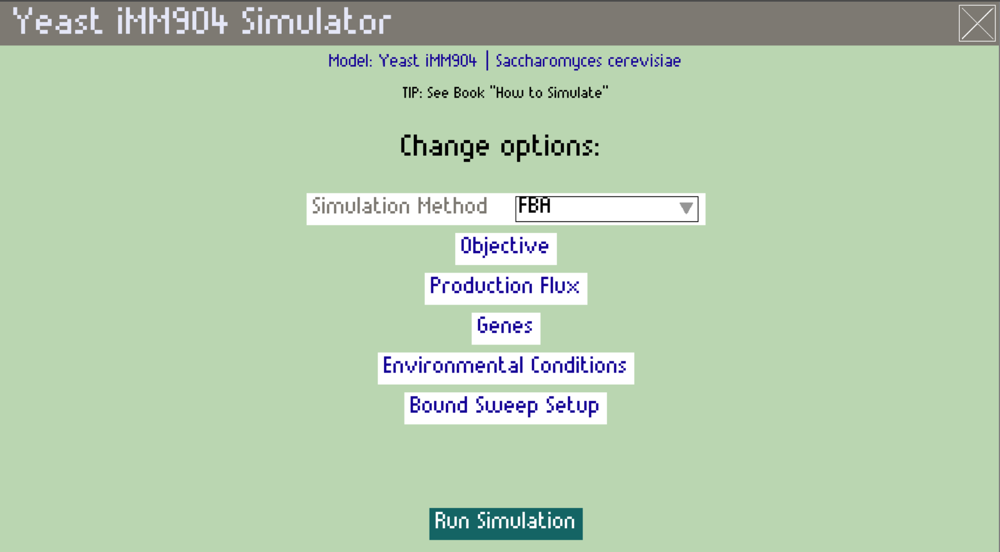 Yeast iMM904 Simulator
Model: Yeast iMM904 | Saccharomyces cerevisiae
TIP: See Book "How to Simulate"
Change options:
Simulation Method FBA
Objective
Production Flux
Genes
Environmental Conditions
Bound Sweep Setup
Run Simulation